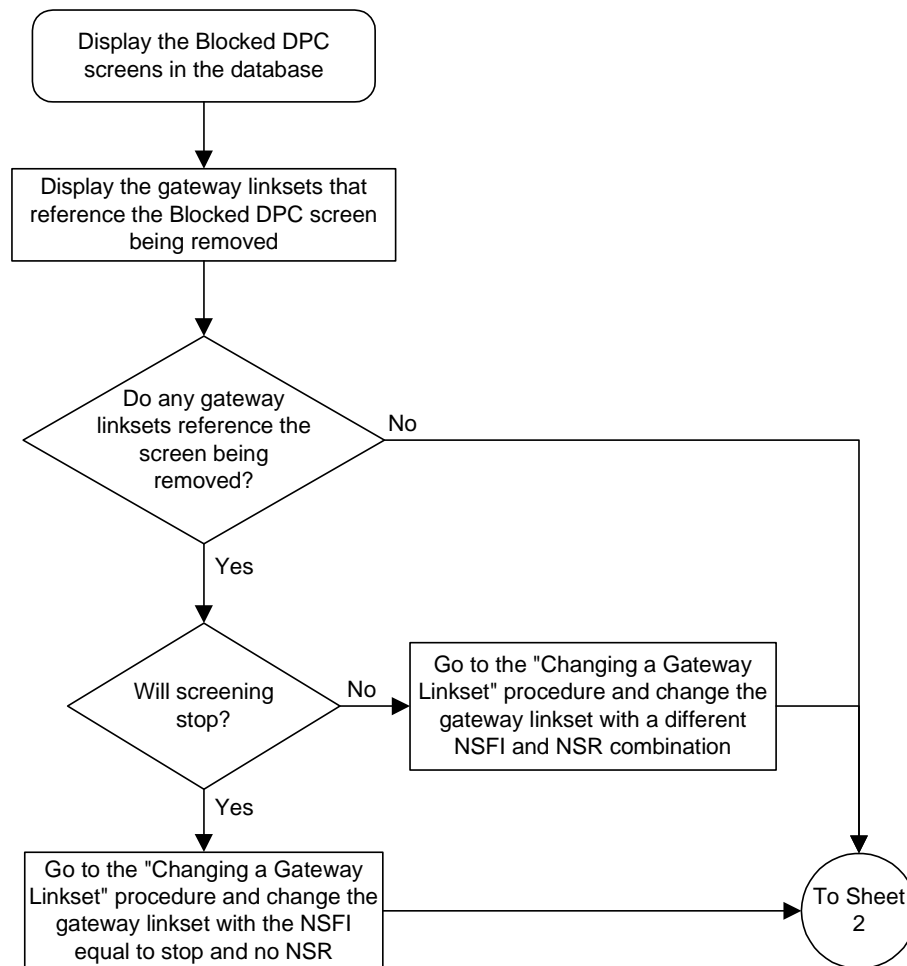 Display the Blocked DPC
screens in the database
Display the gateway linksets that
reference the Blocked DPC screen
being removed
Do any gateway
linksets reference the
screen being
removed?
No
Yes
Will screening
stop?
No
Go to the "Changing a Gateway
Linkset" procedure and change the
gateway linkset with a different
NSFI and NSR combination
Yes
Go to the "Changing a Gateway
Linkset" procedure and change the
gateway linkset with the NSFI
equal to stop and no NSR
To Sheet
2